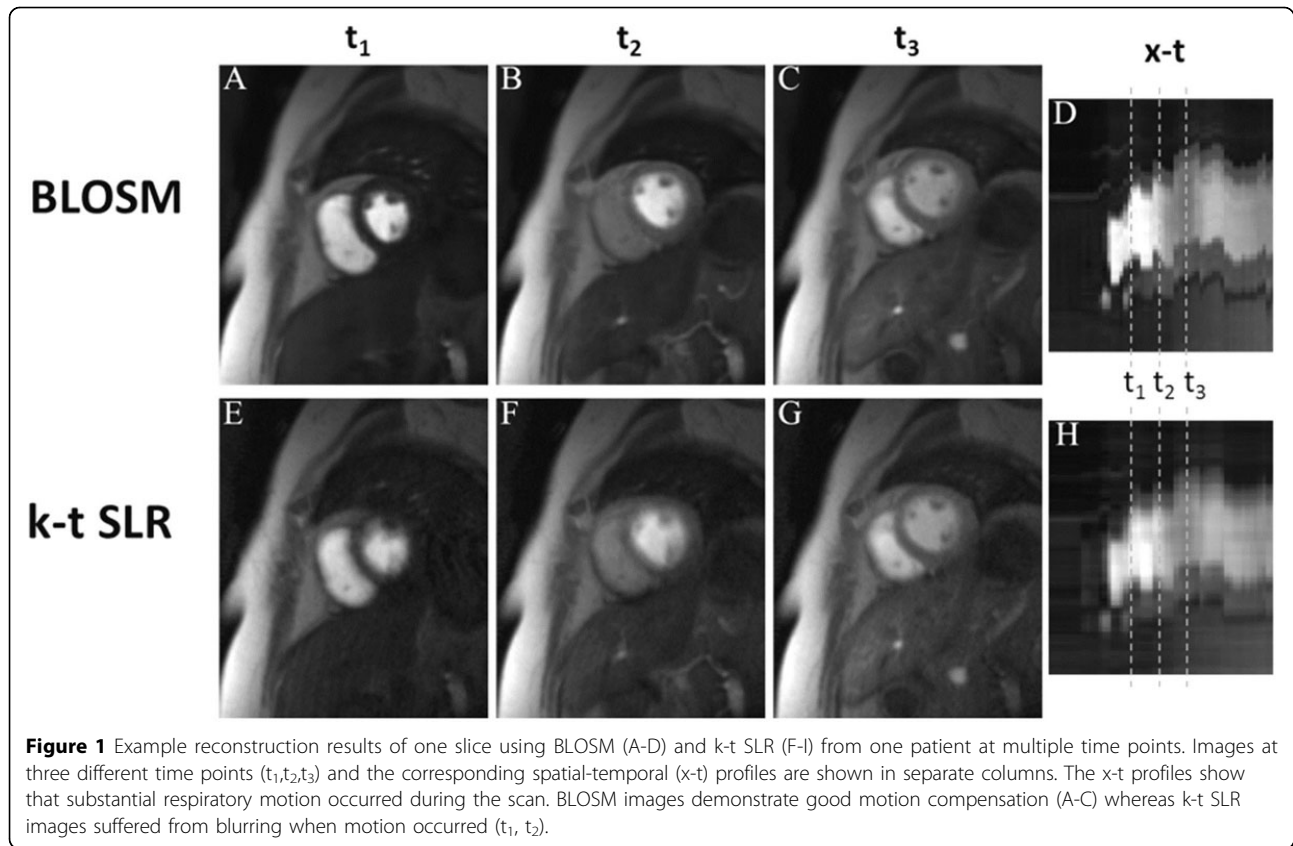 t₁ t₂ t₃ x-t
BLOSM
A B C D
t₁ t₂ t₃
k-t SLR
E F G H
Figure 1 Example reconstruction results of one slice using BLOSM (A-D) and k-t SLR (F-I) from one patient at multiple time points. Images at
three different time points (t₁,t₂,t₃) and the corresponding spatial-temporal (x-t) profiles are shown in separate columns. The x-t profiles show
that substantial respiratory motion occurred during the scan. BLOSM images demonstrate good motion compensation (A-C) whereas k-t SLR
images suffered from blurring when motion occurred (t₁, t₂).